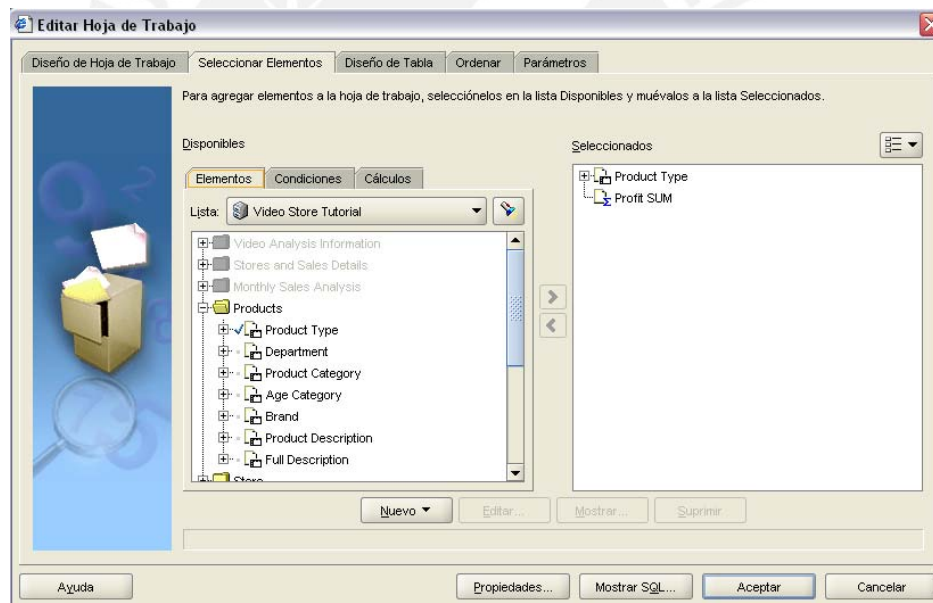 Editar Hoja de Trabajo
Diseño de Hoja de Trabajo Seleccionar Elementos Diseño de Tabla Ordenar Parámetros
Para agregar elementos a la hoja de trabajo, selecciónelos en la lista Disponibles y muévalos a la lista Seleccionados.
Disponibles
Seleccionados
Elementos Condiciones Cálculos
Lista: Video Store Tutorial
Video Analysis Information
Stores and Sales Details
Monthly Sales Analysis
Products
Product Type
Department
Product Category
Age Category
Brand
Product Description
Full Description
Store
Product Type
Profit SUM
Nuevo Editar... Mostrar... Suprimir
Ayuda Propiedades... Mostrar SQL... Aceptar Cancelar